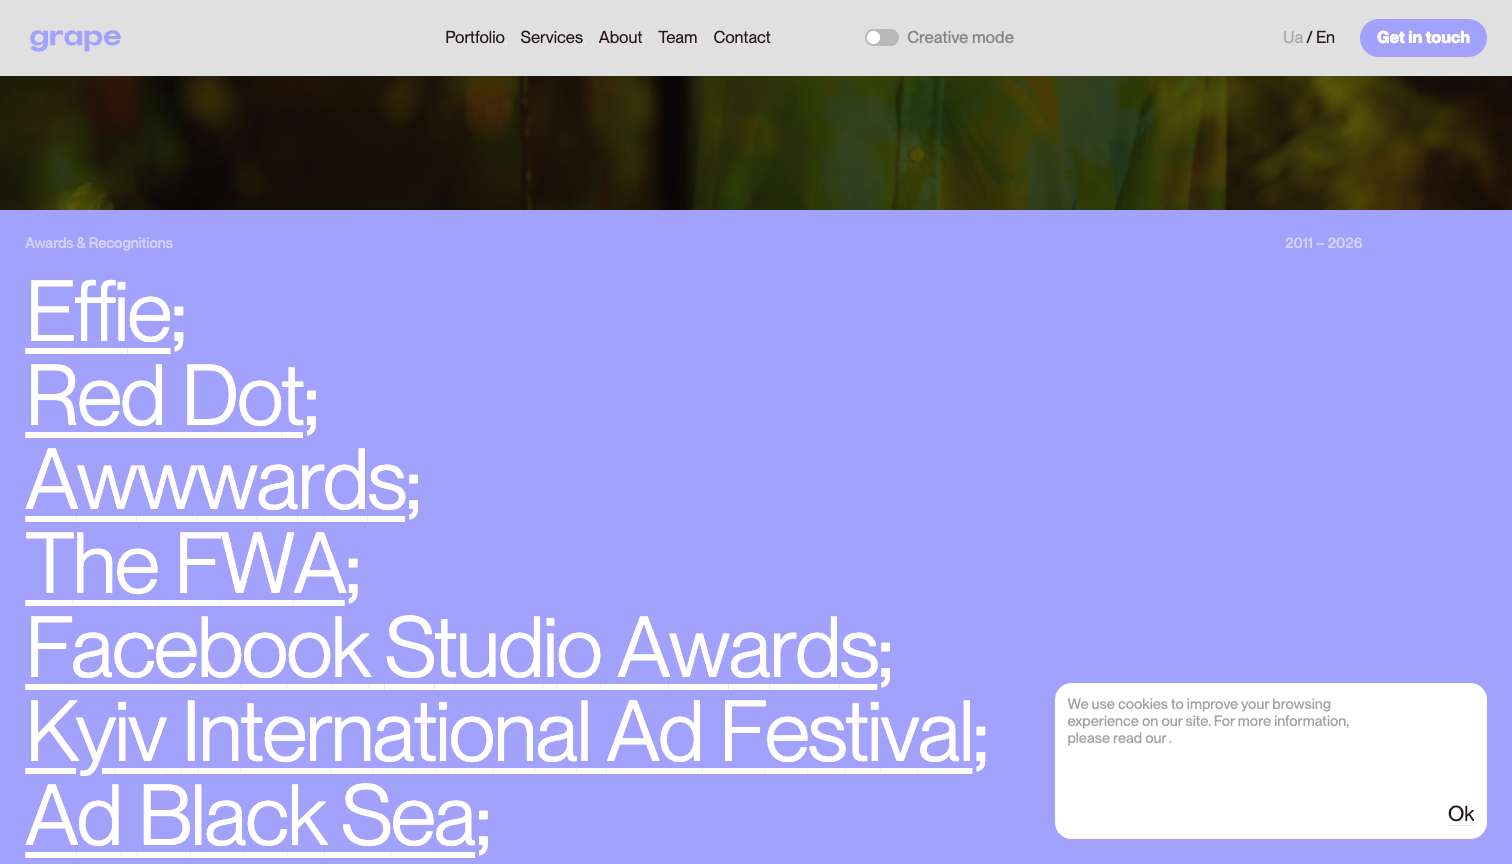 grape
Portfolio Services About Team Contact
Creative mode
Ua / En
Get in touch
Awards & Recognitions
2011 – 2026
Effie;
Red Dot;
Awwwards;
The FWA;
Facebook Studio Awards;
Kyiv International Ad Festival;
Ad Black Sea;
We use cookies to improve your browsing
experience on our site. For more information,
please read our .
Ok